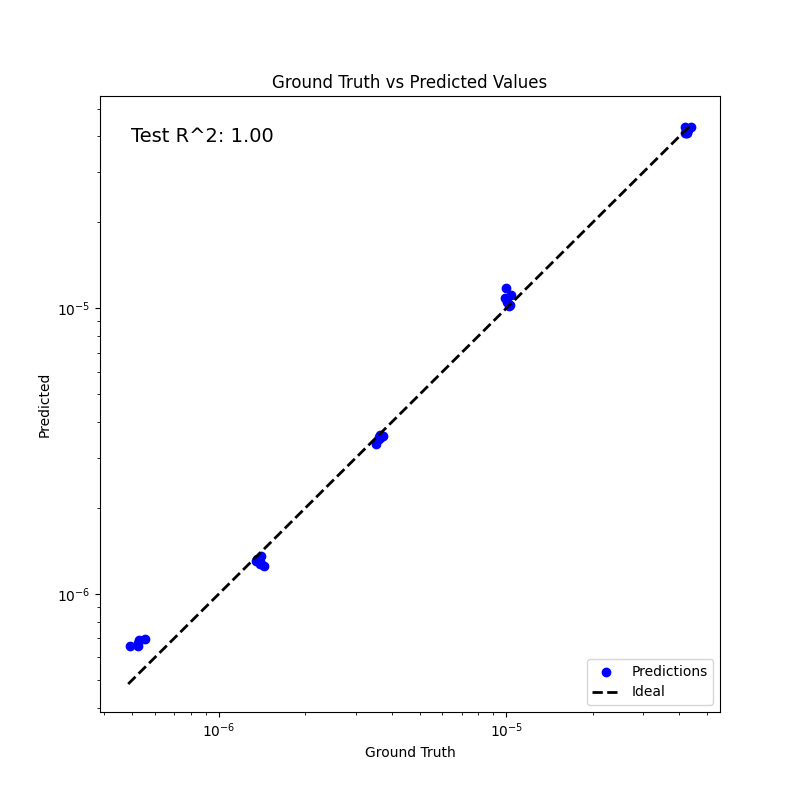 Ground Truth vs Predicted Values
Test R^2: 1.00
Predicted
10⁻⁵
10⁻⁶
10⁻⁶
10⁻⁵
Ground Truth
Predictions
Ideal